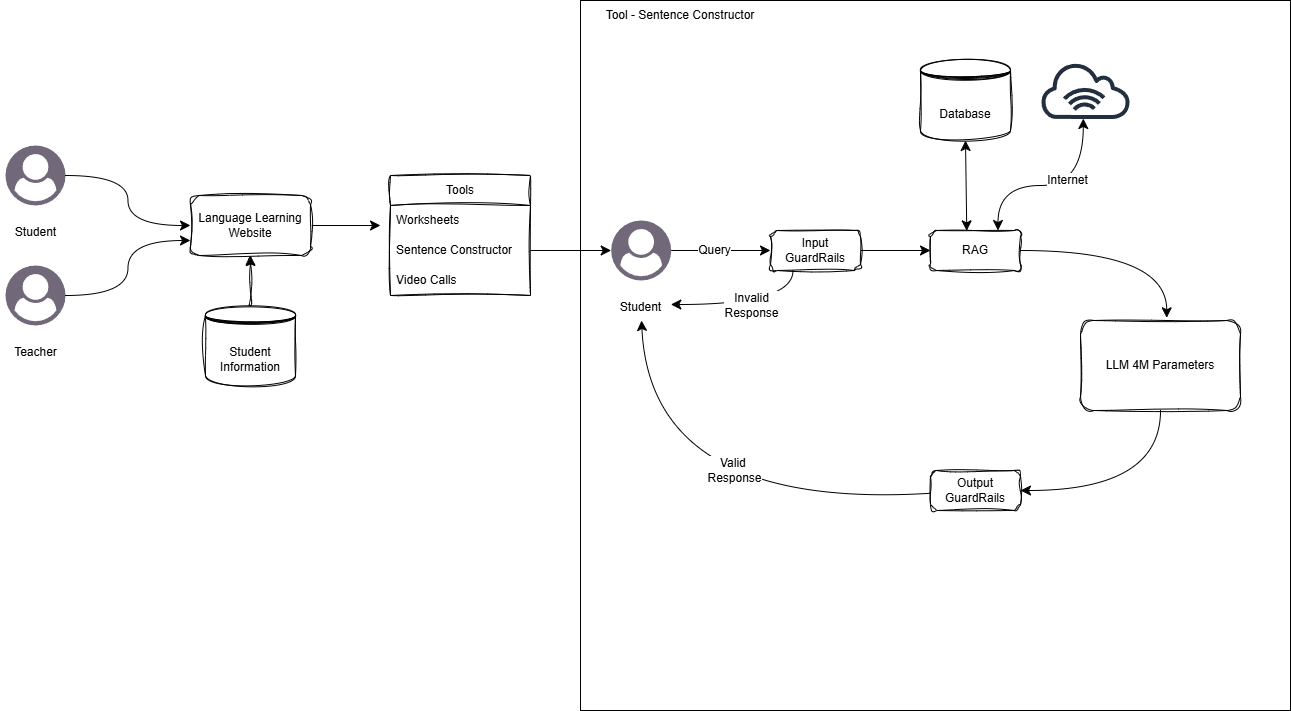 Tool - Sentence Constructor
Database
Internet
Student
Language Learning
Website
Teacher
Student
Information
Tools
Worksheets
Sentence Constructor
Video Calls
Student
Query
Input
GuardRails
Invalid
Response
RAG
LLM 4M Parameters
Output
GuardRails
Valid
Response